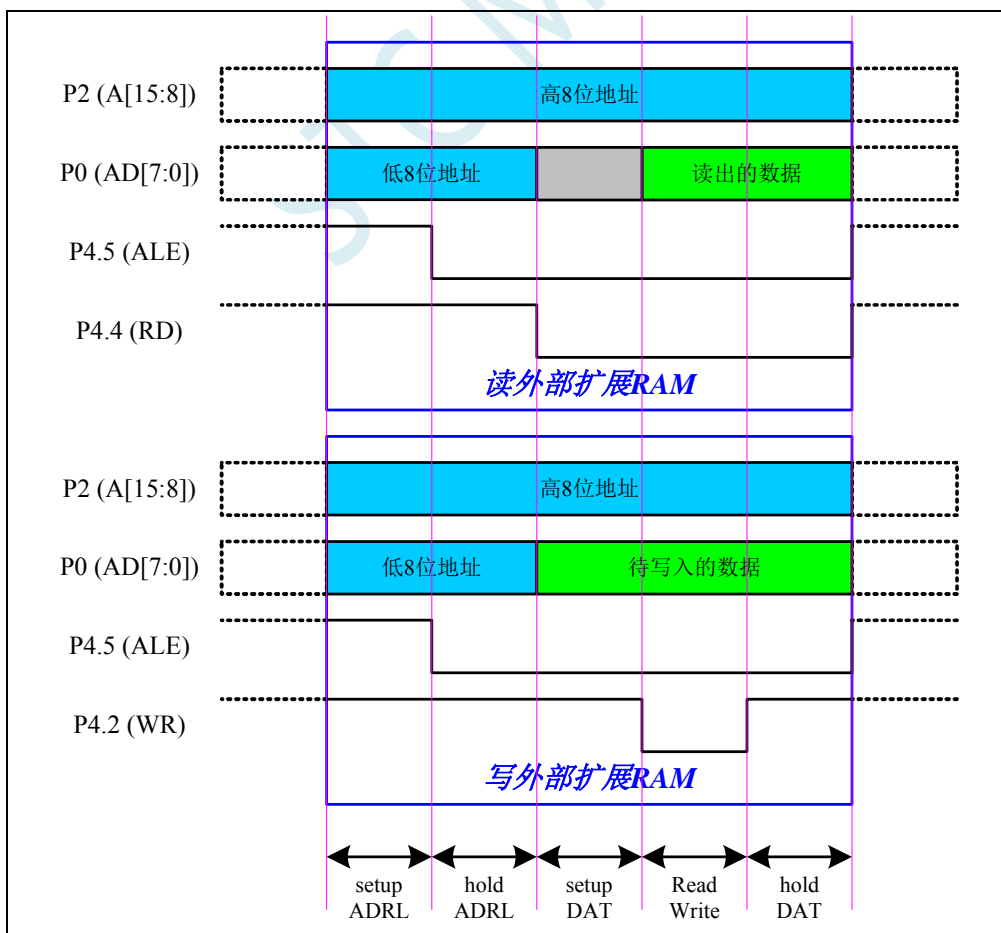 P2 (A[15:8])
高8位地址
P0 (AD[7:0])
低8位地址
读出的数据
P4.5 (ALE)
P4.4 (RD)
读外部扩展RAM
P2 (A[15:8])
高8位地址
P0 (AD[7:0])
低8位地址
待写入的数据
P4.5 (ALE)
P4.2 (WR)
写外部扩展RAM
setup
ADRL
hold
ADRL
setup
DAT
Read
Write
hold
DAT